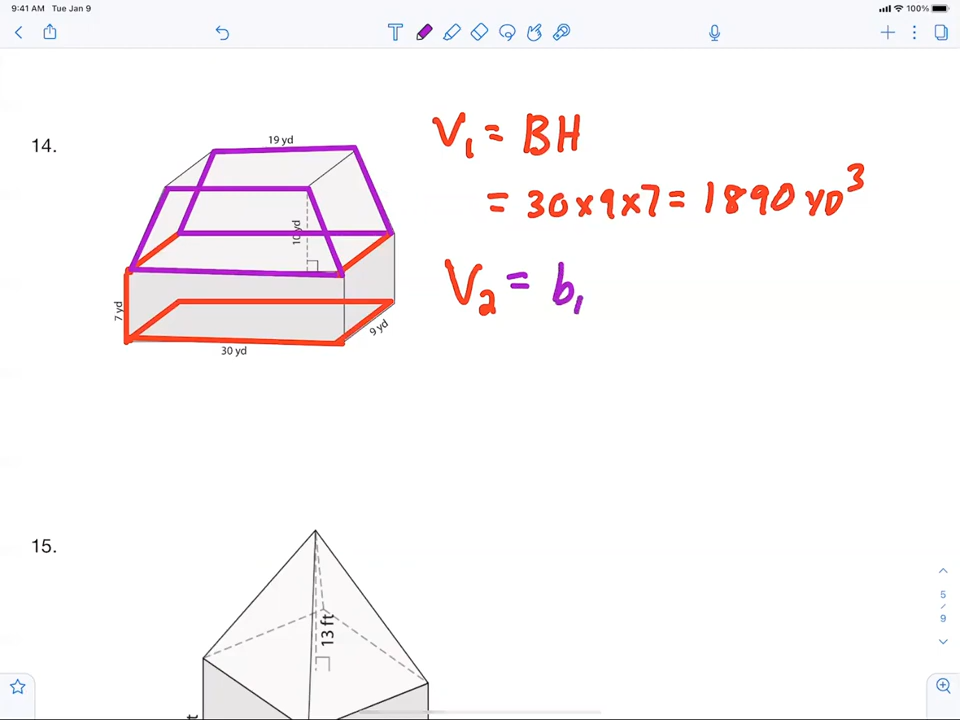 9:41 AM Tue Jan 9
100%
T
14.
19 yd
10 yd
7 yd
9 yd
30 yd
V₁ = BH
= 30×9×7 = 1890 YD³
V₂ = b₁
15.
13 ft
5
/
9